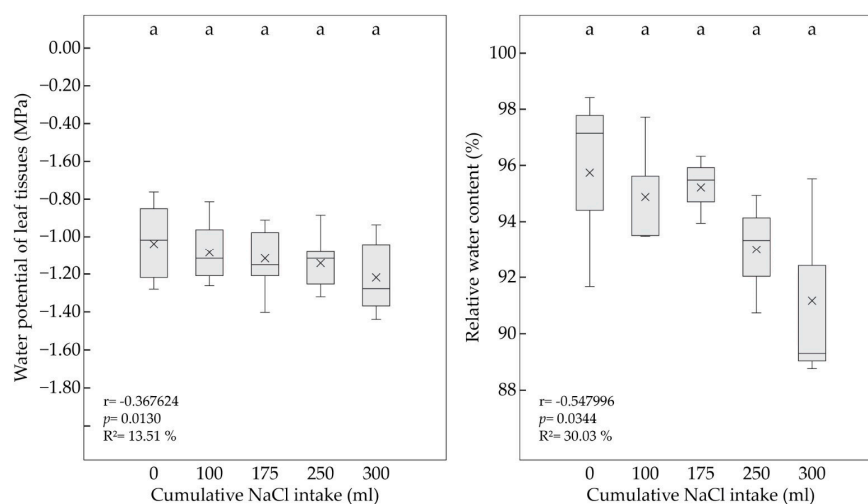 a a a a a
0.00
−0.20
−0.40
−1.60
−0.80
−1.00
−1.20
−1.40
−1.60
−1.80
Water potential of leaf tissues (MPa)
r= -0.367624
p= 0.0130
R²= 13.51 %
0 100 175 250 300
Cumulative NaCl intake (ml)
a a a a a
100
98
96
94
92
90
88
Relative water content (%)
r= -0.547996
p= 0.0344
R²= 30.03 %
0 100 175 250 300
Cumulative NaCl intake (ml)